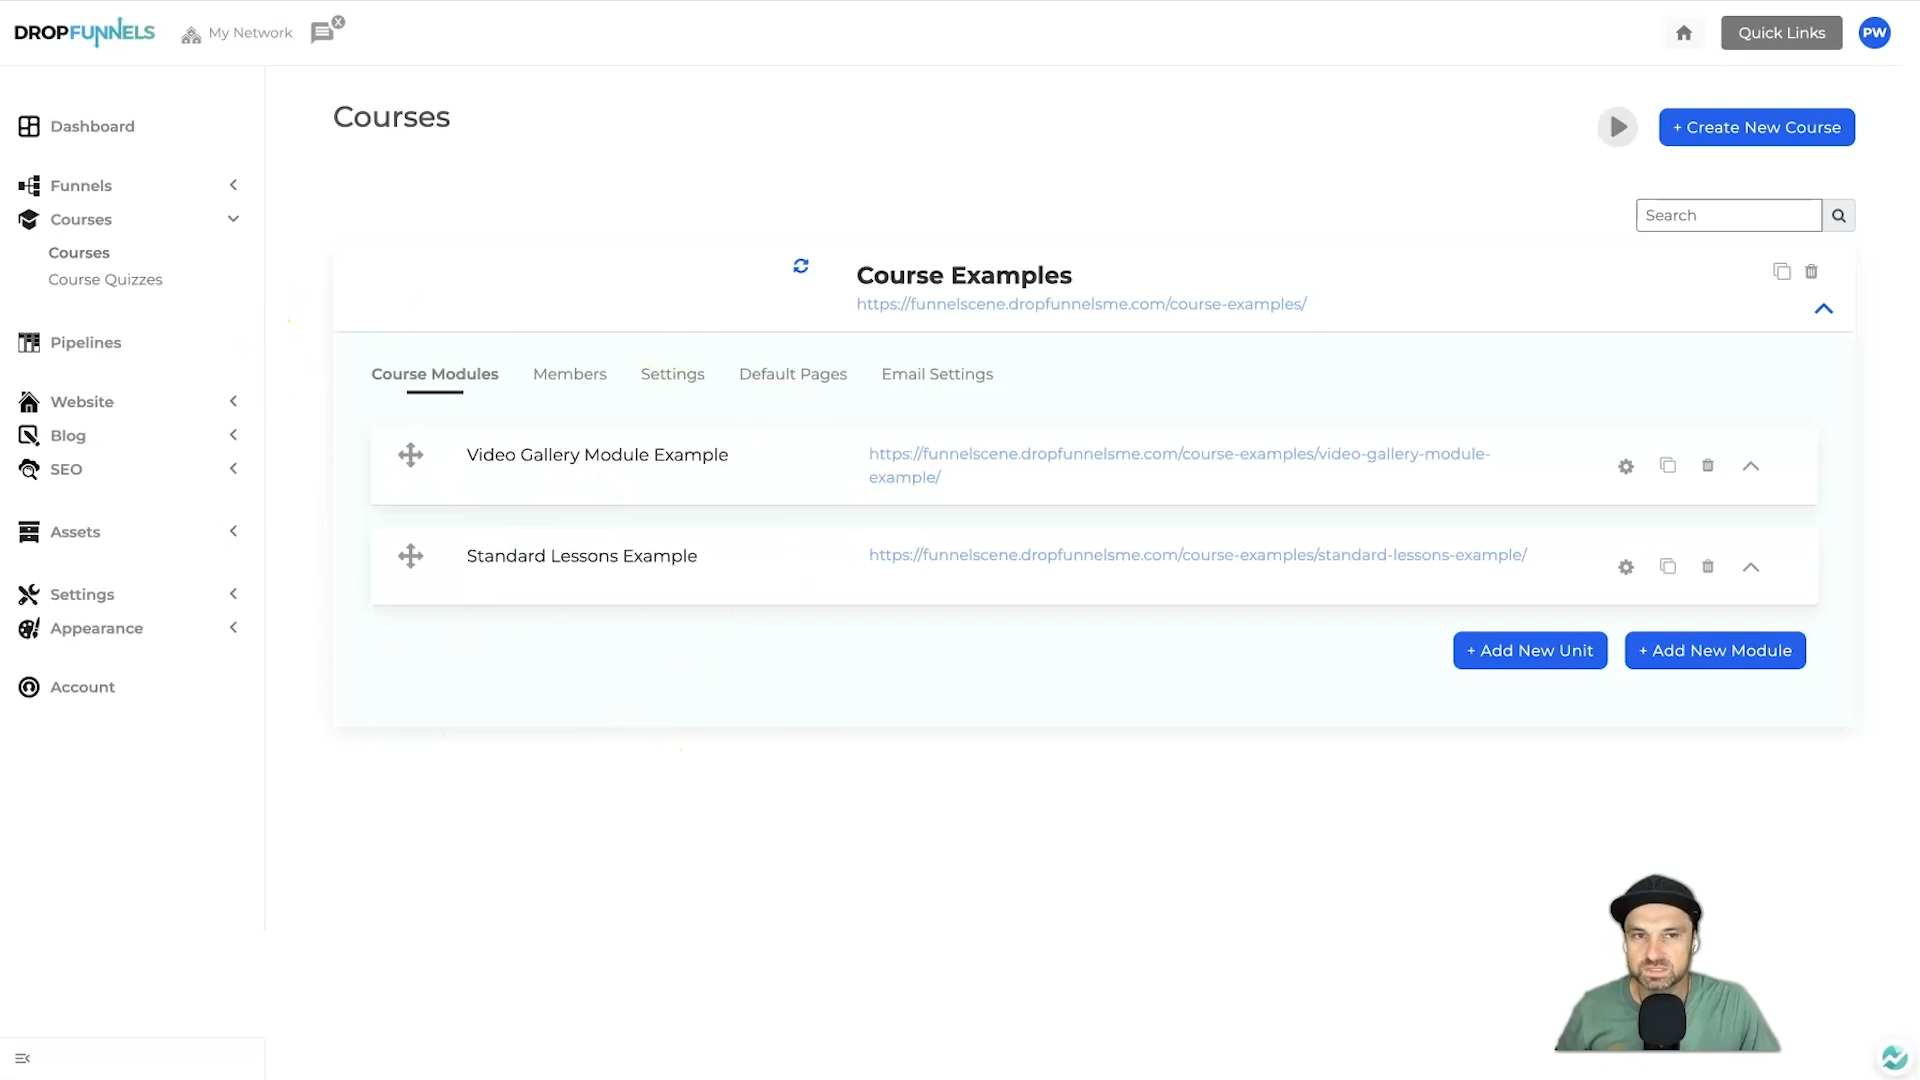 DROPFUNNELS
My Network
X
Quick Links
PW
Dashboard
Funnels
Courses
Courses
Course Quizzes
Pipelines
Website
Blog
SEO
Assets
Settings
Appearance
Account
Courses
+ Create New Course
Search
Course Examples
https://funnelscene.dropfunnelsme.com/course-examples/
Course Modules Members Settings Default Pages Email Settings
Video Gallery Module Example
https://funnelscene.dropfunnelsme.com/course-examples/video-gallery-module-
example/
Standard Lessons Example
https://funnelscene.dropfunnelsme.com/course-examples/standard-lessons-example/
+ Add New Unit
+ Add New Module